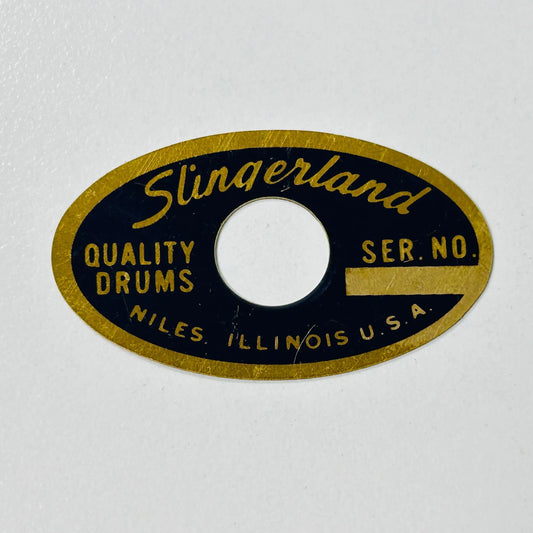 Slingerland
QUALITY
DRUMS
SER. NO.
NILES, ILLINOIS U.S.A.